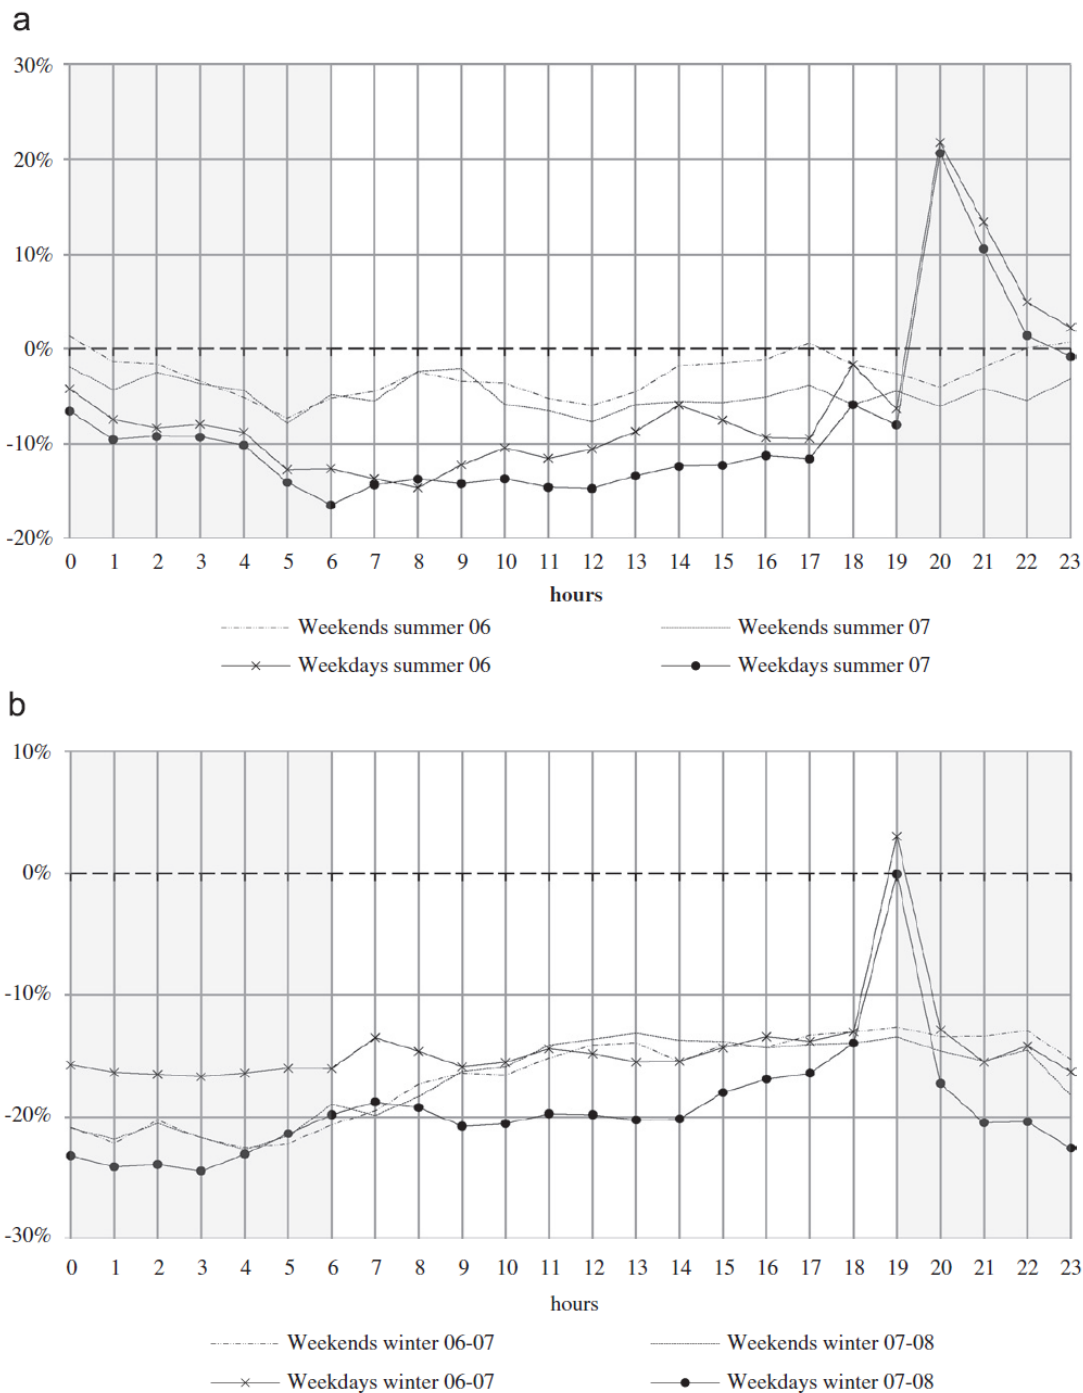 a
30%
20%
10%
0%
-10%
-20%
0 1 2 3 4 5 6 7 8 9 10 11 12 13 14 15 16 17 18 19 20 21 22 23
hours
Weekends summer 06 Weekends summer 07
Weekdays summer 06 Weekdays summer 07
b
10%
0%
-10%
-20%
-30%
0 1 2 3 4 5 6 7 8 9 10 11 12 13 14 15 16 17 18 19 20 21 22 23
hours
Weekends winter 06-07 Weekends winter 07-08
Weekdays winter 06-07 Weekdays winter 07-08